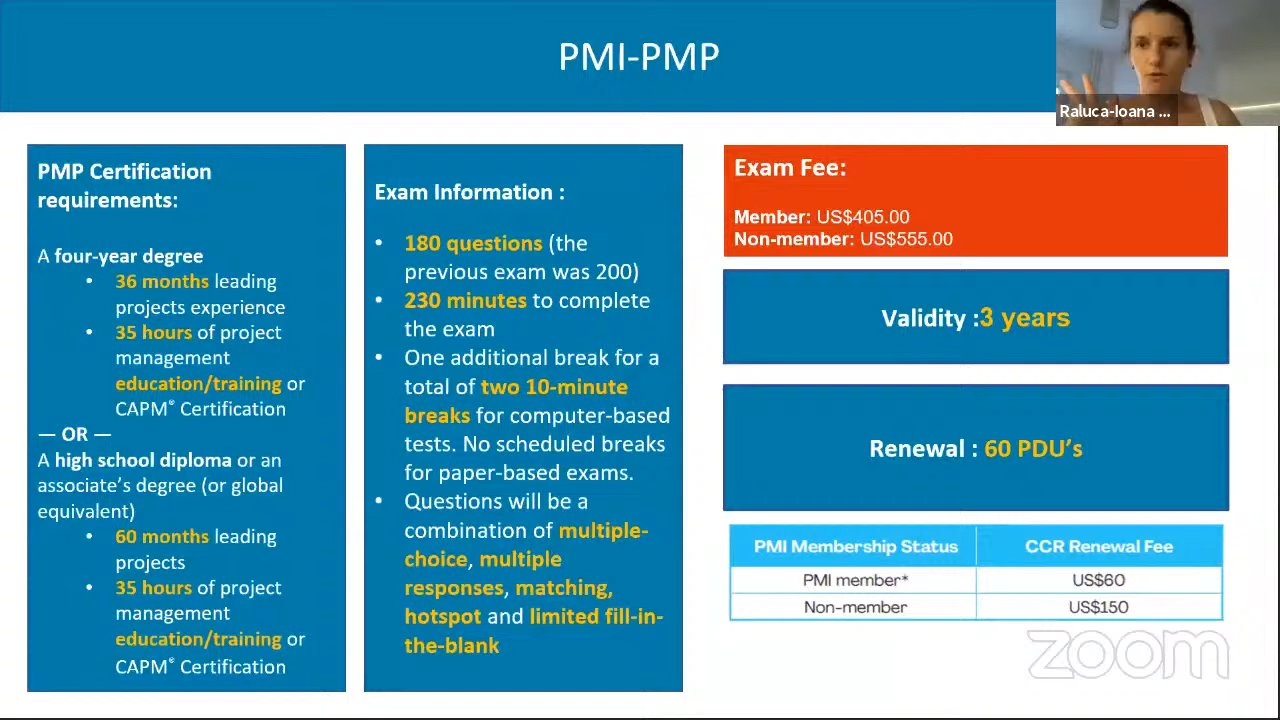 PMI-PMP
Raluca-Ioana ...
PMP Certification
requirements:
A four-year degree
• 36 months leading
projects experience
• 35 hours of project
management
education/training or
CAPM® Certification
— OR —
A high school diploma or an
associate's degree (or global
equivalent)
• 60 months leading
projects
• 35 hours of project
management
education/training or
CAPM® Certification
Exam Information :
• 180 questions (the
previous exam was 200)
• 230 minutes to complete
the exam
• One additional break for a
total of two 10-minute
breaks for computer-based
tests. No scheduled breaks
for paper-based exams.
• Questions will be a
combination of multiple-
choice, multiple
responses, matching,
hotspot and limited fill-in-
the-blank
Exam Fee:
Member: US$405.00
Non-member: US$555.00
Validity :3 years
Renewal : 60 PDU's
PMI Membership Status CCR Renewal Fee
PMI member* US$60
Non-member US$150
zoom